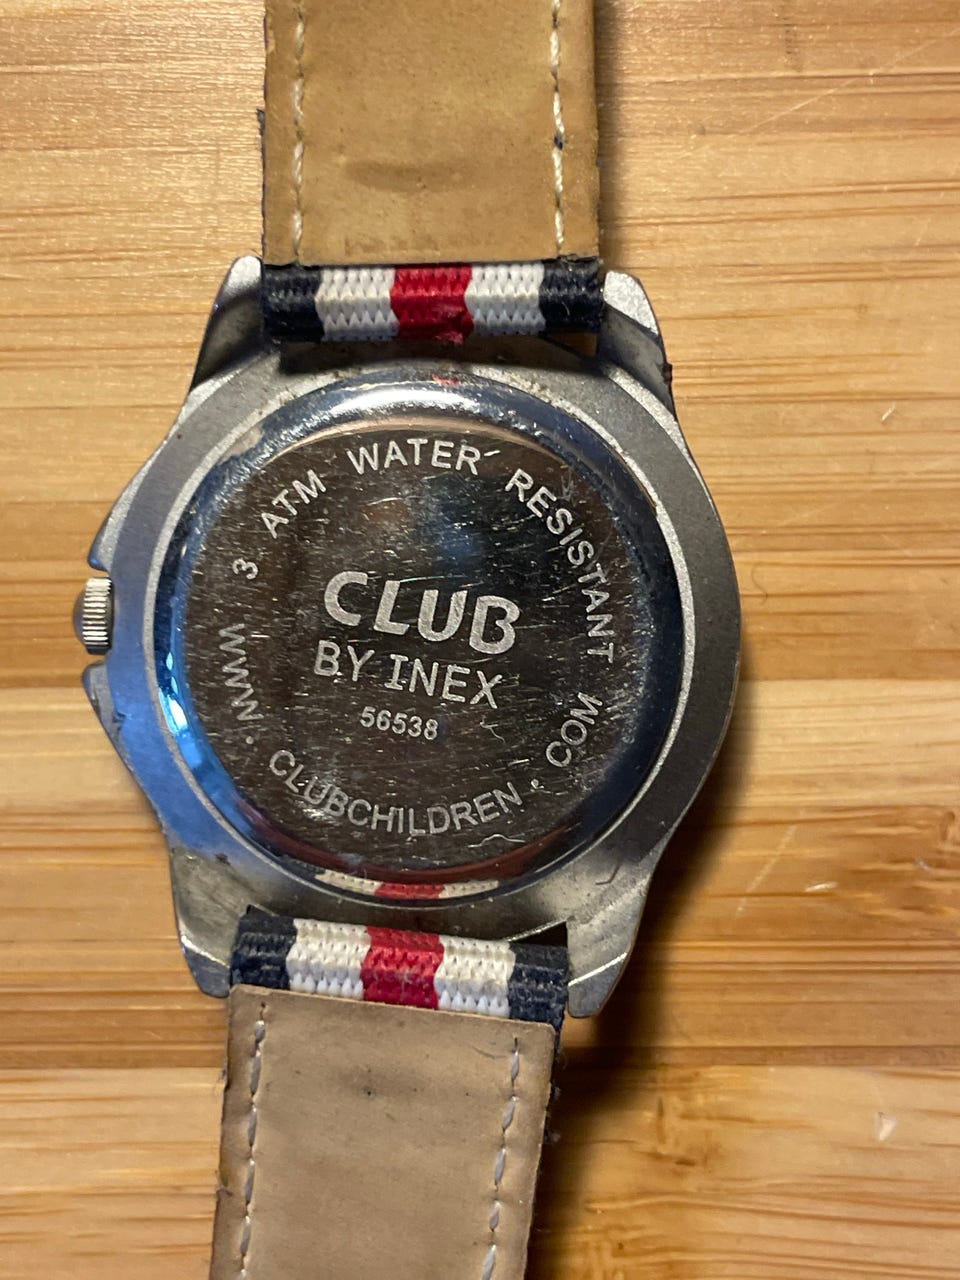 3 ATM WATER RESISTANT
CLUB
BY INEX
56538
WWW. CLUBCHILDREN. COM